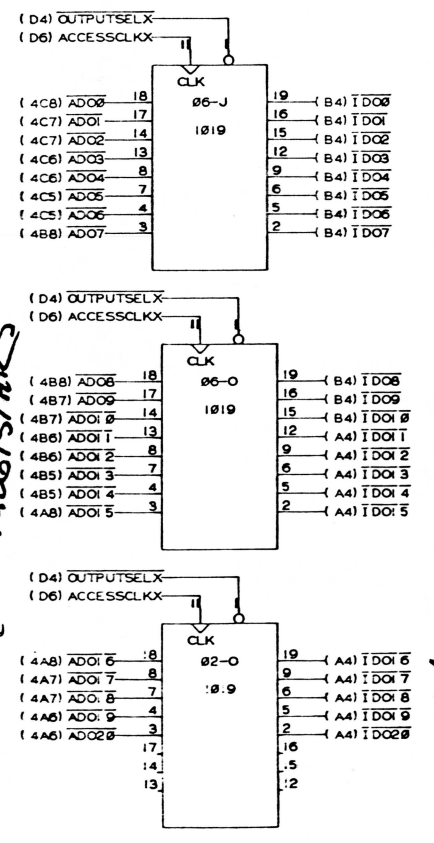 ( D4) OUTPUTSELX
( D6) ACCESSCLKX
11 1
CLK
( 4C8) ADO0 18 06-J 19 ( B4) IDO0
( 4C7) ADO1 17 16 ( B4) IDO1
( 4C7) ADO2 14 1019 15 ( B4) IDO2
( 4C6) ADO3 13 12 ( B4) IDO3
( 4C6) ADO4 8 9 ( B4) IDO4
( 4C5) ADO5 7 6 ( B4) IDO5
( 4C5) ADO6 4 5 ( B4) IDO6
( 4B8) ADO7 3 2 ( B4) IDO7
( D4) OUTPUTSELX
( D6) ACCESSCLKX
11 1
CLK
( 4B8) ADO8 18 06-O 19 ( B4) IDO8
( 4B7) ADO9 17 16 ( B4) IDO9
( 4B7) ADO10 14 1019 15 ( B4) IDO10
( 4B6) ADO11 13 12 ( A4) IDO11
( 4B6) ADO12 8 9 ( A4) IDO12
( 4B5) ADO13 7 6 ( A4) IDO13
( 4B5) ADO14 4 5 ( A4) IDO14
( 4A8) ADO15 3 2 ( A4) IDO15
( D4) OUTPUTSELX
( D6) ACCESSCLKX
11 1
CLK
( 4A8) ADO16 18 02-O 19 ( A4) IDO16
( 4A7) ADO17 8 9 ( A4) IDO17
( 4A7) ADO18 7 1019 6 ( A4) IDO18
( 4A6) ADO19 4 5 ( A4) IDO19
( 4A6) ADO20 3 2 ( A4) IDO20
17 16
14 15
13 12